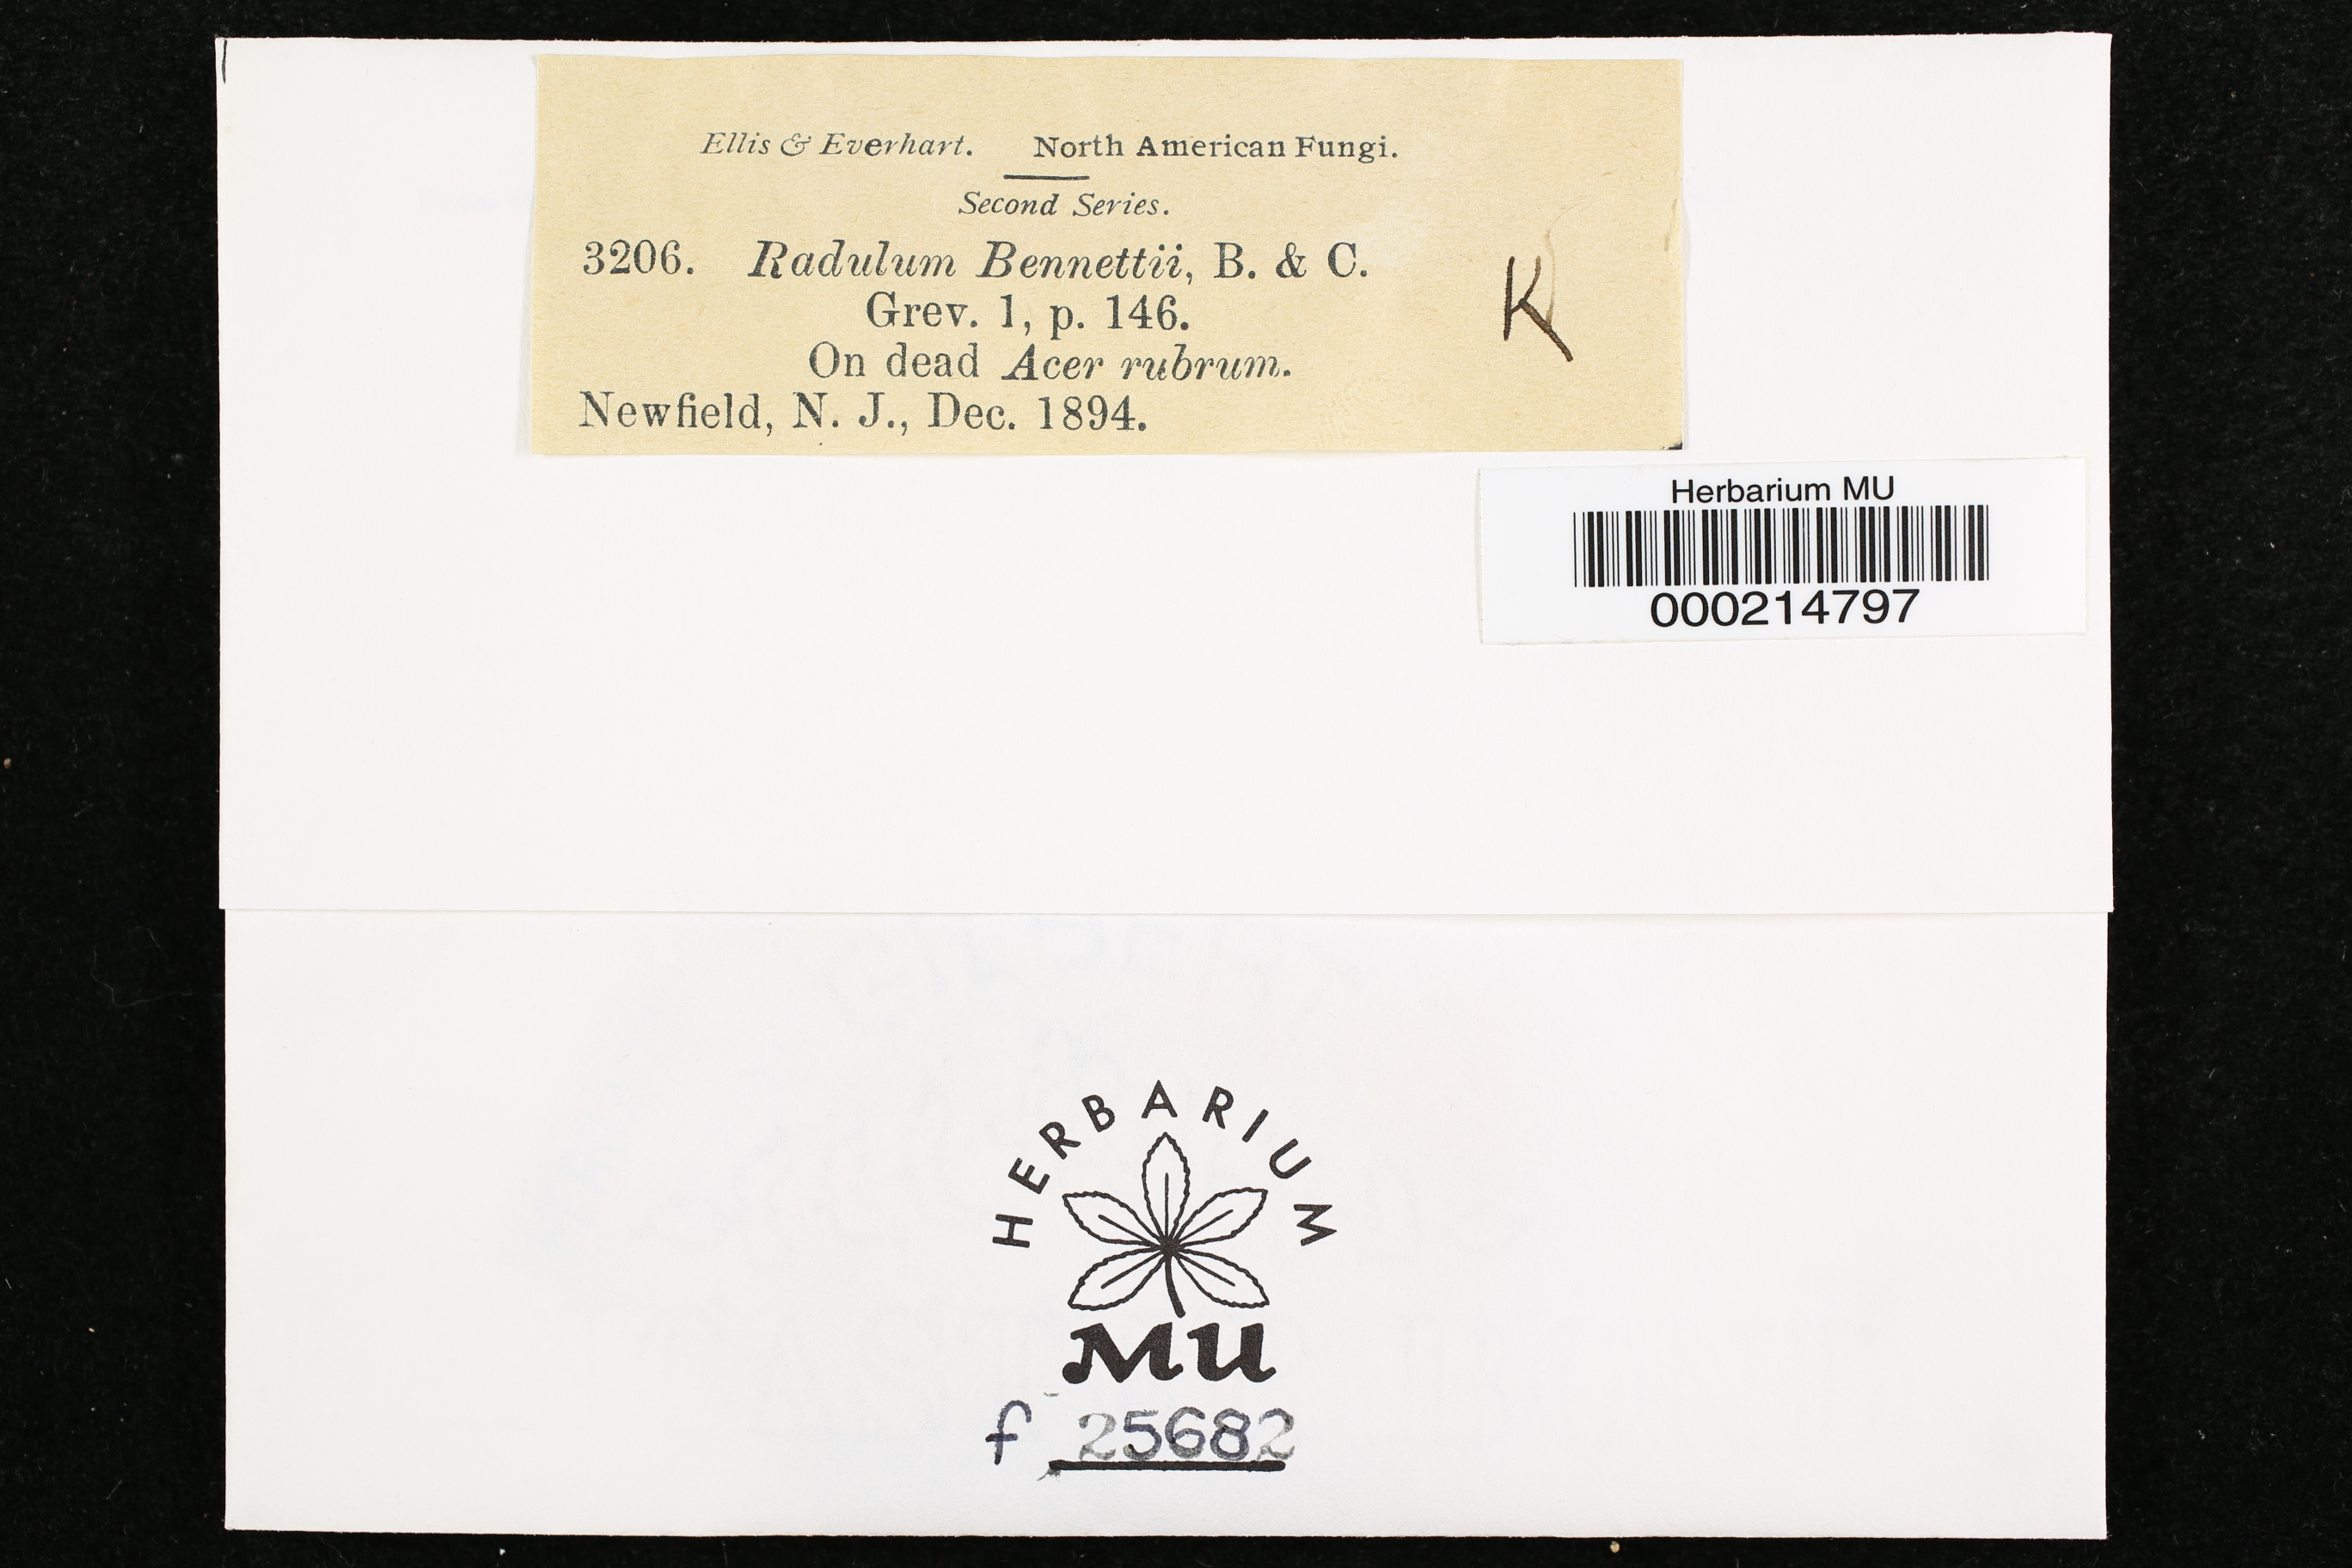 Ellis & Everhart. North American Fungi.
Second Series.
3206. Radulum Bennettii, B. & C.
Grev. 1, p. 146.
On dead Acer rubrum.
Newfield, N. J., Dec. 1894.
K
Herbarium MU
000214797
HERBARIUM
MU
f 25682